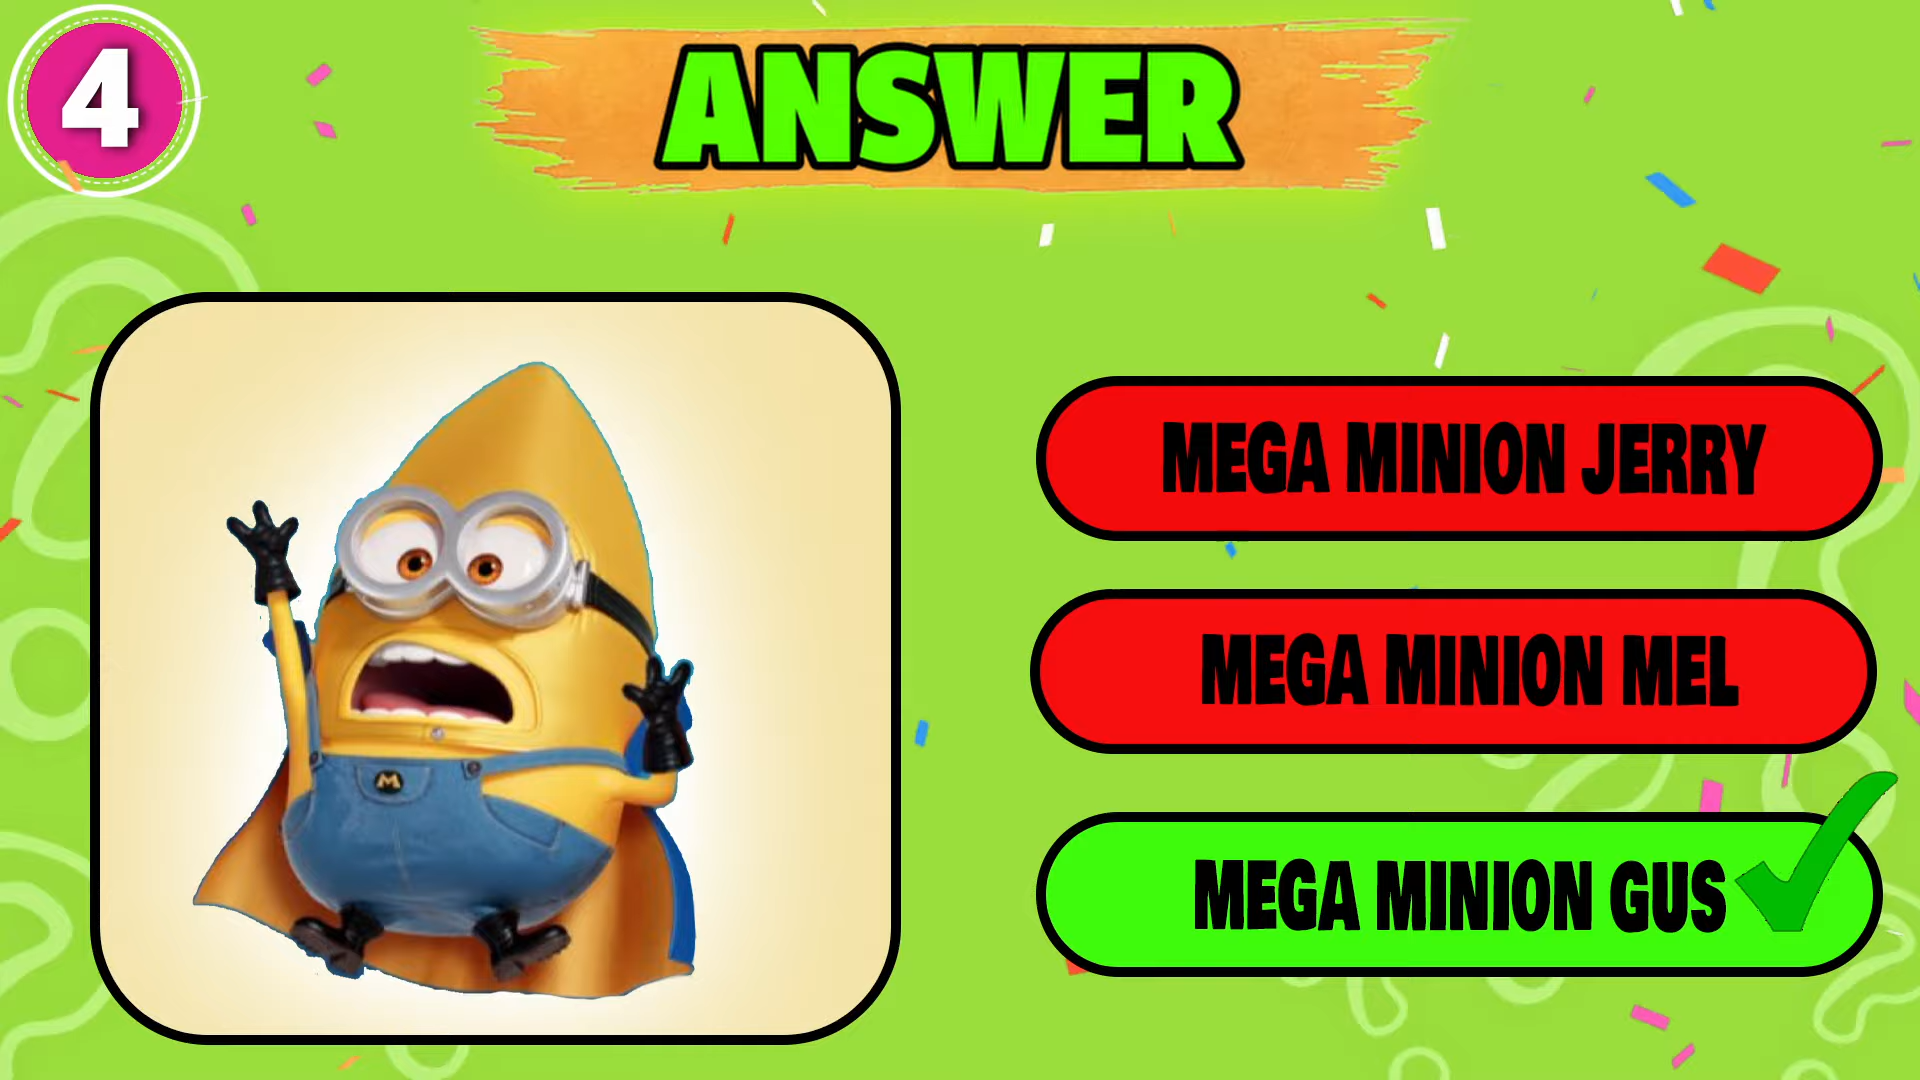 4
ANSWER
M
MEGA MINION JERRY
MEGA MINION MEL
MEGA MINION GUS